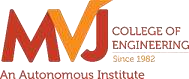 MVJ
COLLEGE OF
ENGINEERING
Since 1982
An Autonomous Institute